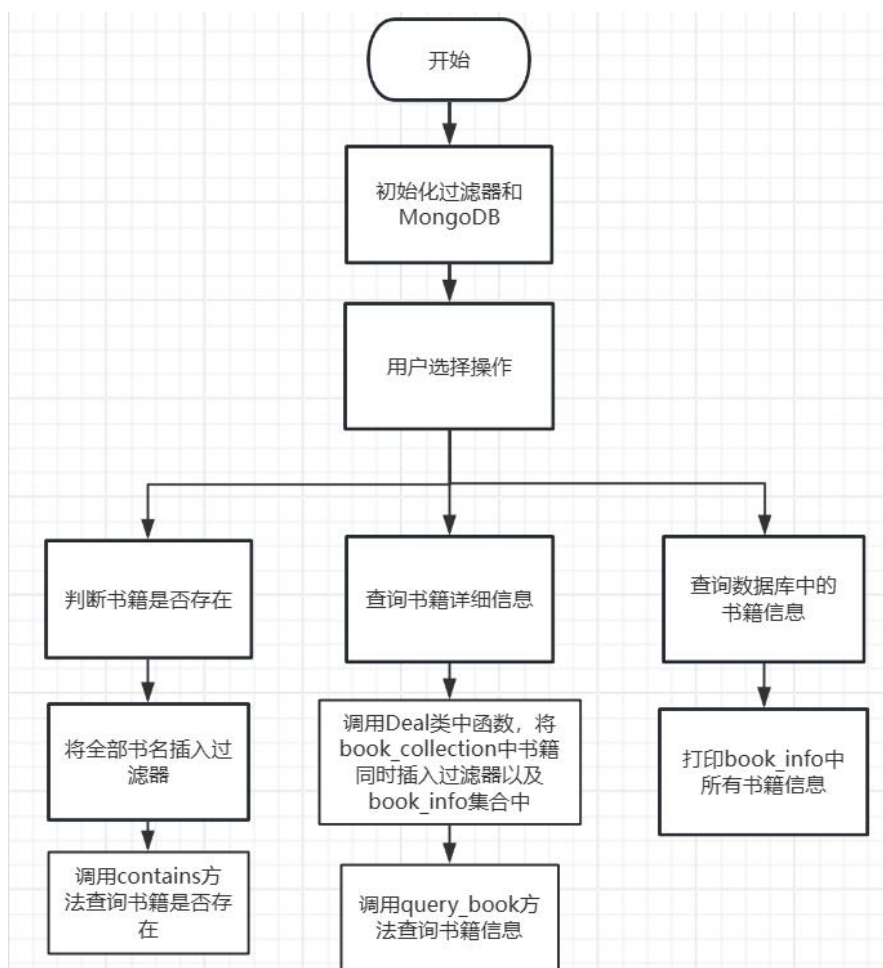 开始
初始化过滤器和
MongoDB
用户选择操作
判断书籍是否存在
查询书籍详细信息
查询数据库中的
书籍信息
将全部书名插入过
滤器
调用Deal类中函数，将
book_collection中书籍
同时插入过滤器以及
book_info集合中
打印book_info中
所有书籍信息
调用contains方
法查询书籍是否存
在
调用query_book方
法查询书籍信息